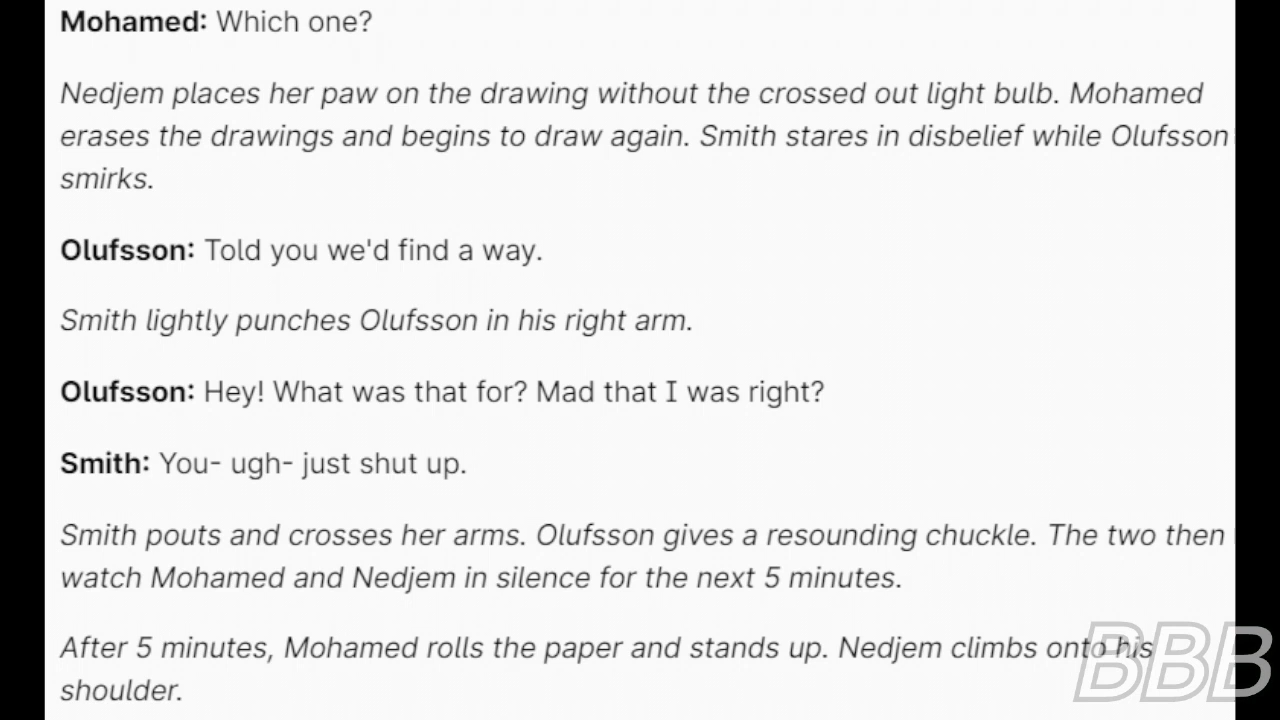 Mohamed: Which one?
Nedjem places her paw on the drawing without the crossed out light bulb. Mohamed
erases the drawings and begins to draw again. Smith stares in disbelief while Olufsson
smirks.
Olufsson: Told you we'd find a way.
Smith lightly punches Olufsson in his right arm.
Olufsson: Hey! What was that for? Mad that I was right?
Smith: You- ugh- just shut up.
Smith pouts and crosses her arms. Olufsson gives a resounding chuckle. The two then
watch Mohamed and Nedjem in silence for the next 5 minutes.
After 5 minutes, Mohamed rolls the paper and stands up. Nedjem climbs onto his
shoulder.
BBB